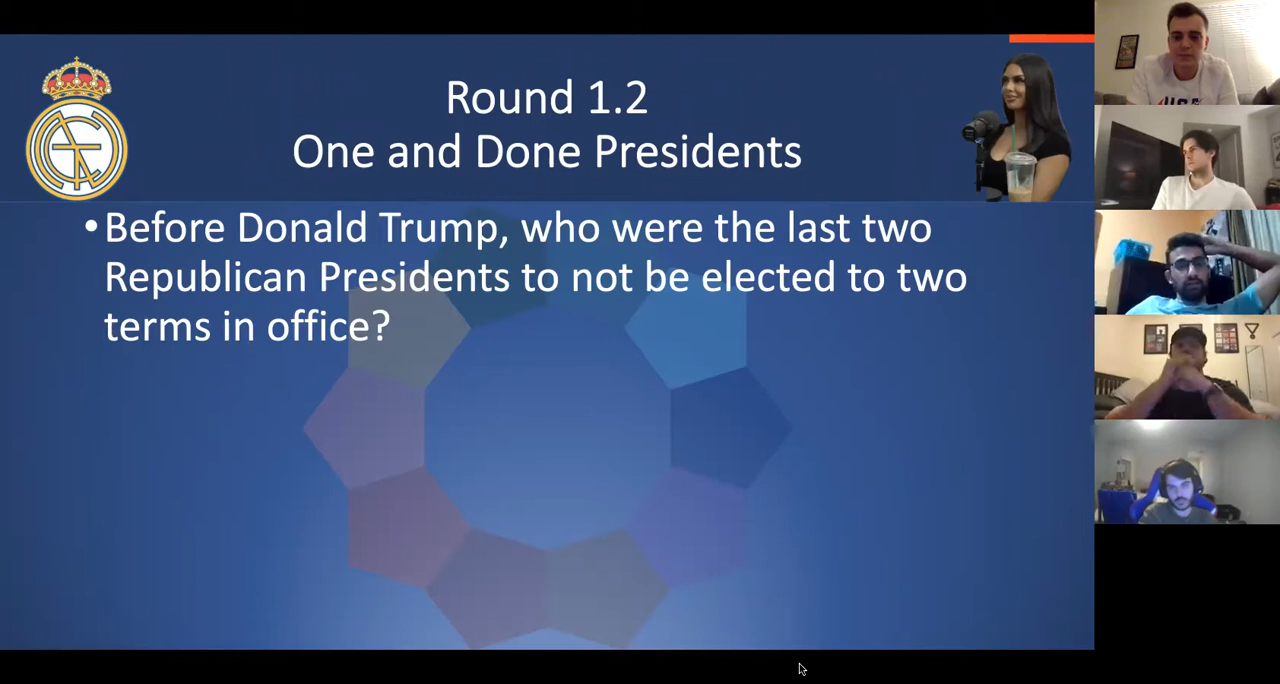 Round 1.2
One and Done Presidents
•Before Donald Trump, who were the last two
Republican Presidents to not be elected to two
terms in office?